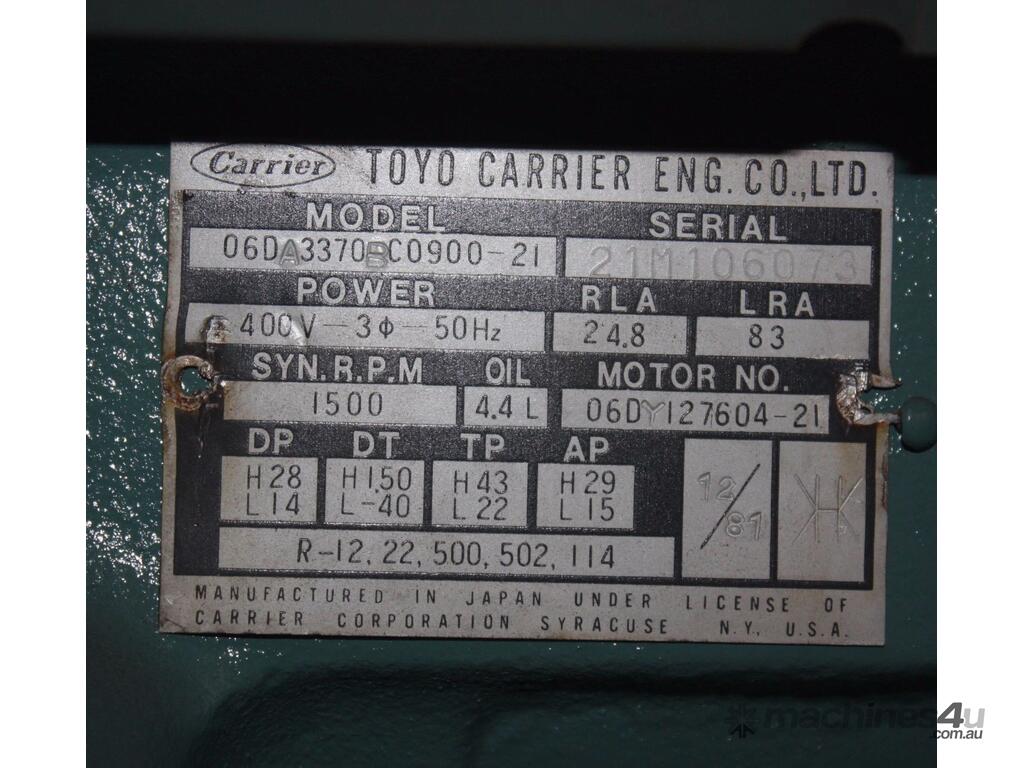 Carrier TOYO CARRIER ENG. CO.,LTD.
MODEL SERIAL
06DA3370BC0900-21 21M106073
POWER RLA LRA
400V-3ϕ-50Hz 24.8 83
SYN.R.P.M OIL MOTOR NO.
1500 4.4 L 06DY127604-21
DP DT TP AP
H28 H150 H43 H29
L14 L-40 L22 L15
12/81
R-12, 22, 500, 502, 114
MANUFACTURED IN JAPAN UNDER LICENSE OF
CARRIER CORPORATION SYRACUSE N.Y., U.S.A.
machines4u
.com.au